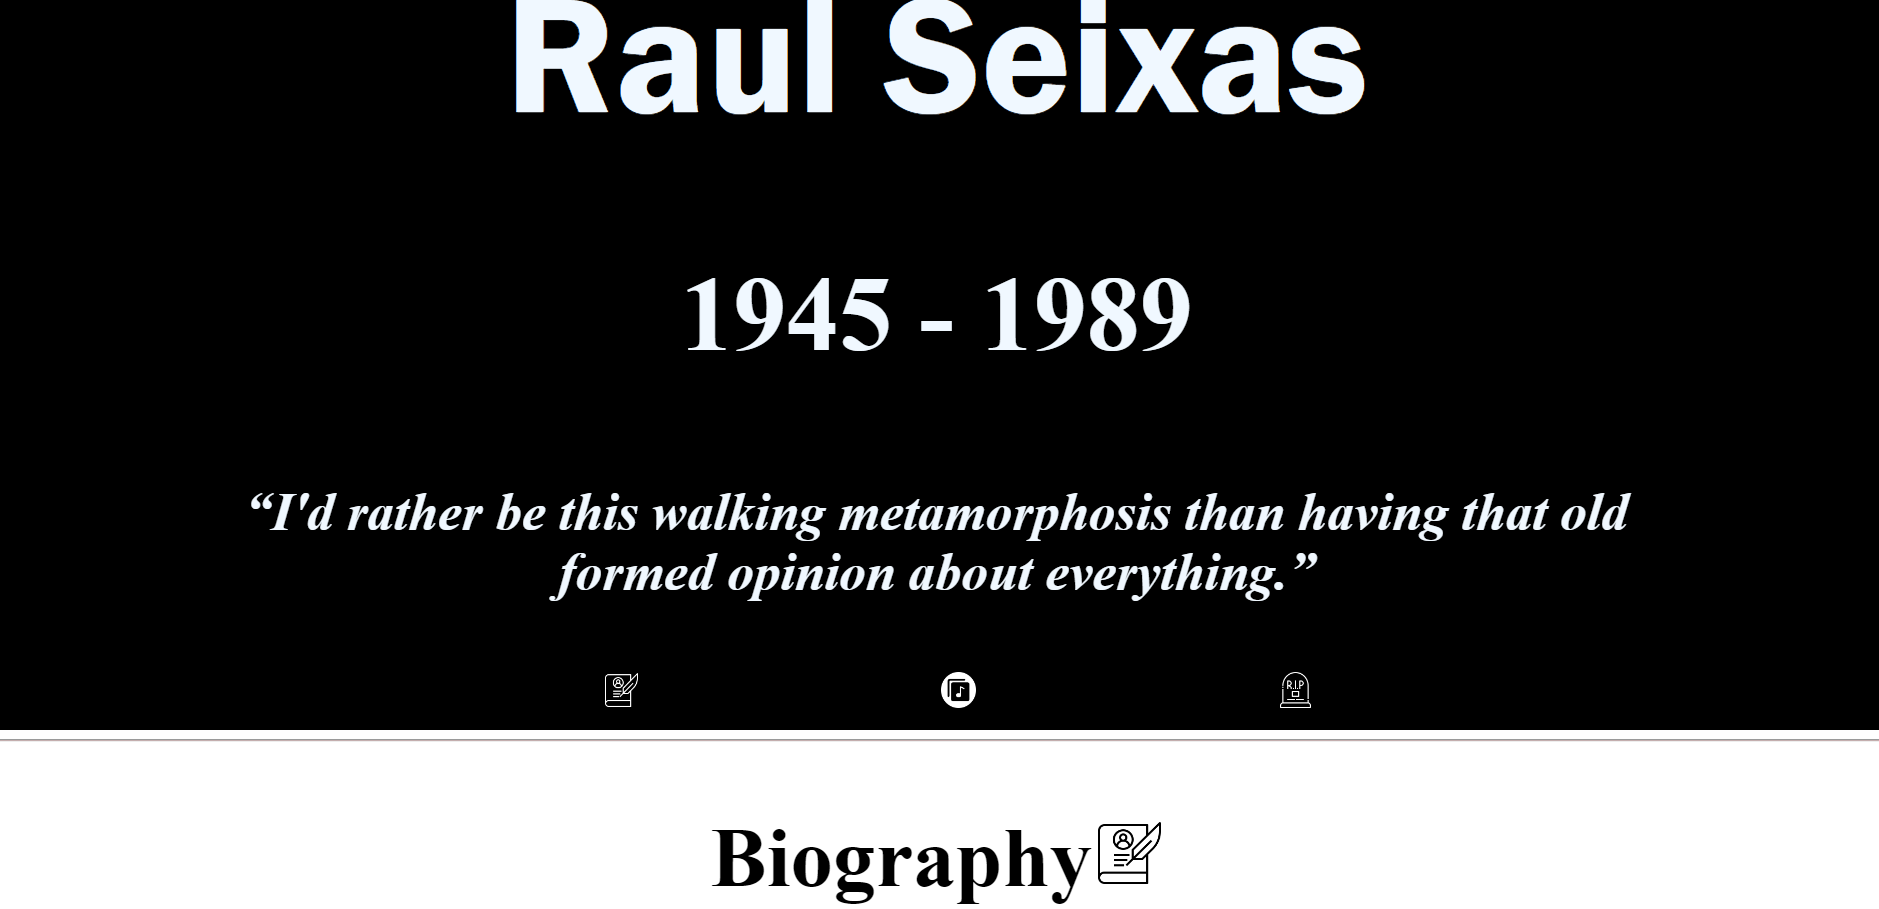 Raul Seixas
1945 - 1989
“I'd rather be this walking metamorphosis than having that old
formed opinion about everything.”
R.I.P
Biography